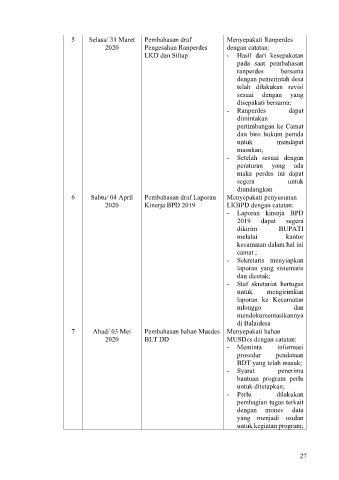 5 Selasa/ 31 Maret Pembahasan draf Menyepakati Ranperdes
2020 Pengesahan Ranperdes dengan catatan:
LKD dan Siltap - Hasil dari kesepakatan
pada saat pembahasan
ranperdes bersama
dengan pemerintah desa
telah dilakukan revisi
sesuai dengan yang
disepakati bersama;
- Ranperdes dapat
dimintakan
pertimbangan ke Camat
dan biro hukum pemda
untuk mendapat
masukan;
- Setelah sesuai dengan
peraturan yang ada
maka perdes ini dapat
segera untuk
diundangkan
6 Sabtu/ 04 April Pembahasan draf Laporan Menyepakati penyusunan
2020 Kinerja BPD 2019 LKBPD dengan catatan:
- Laporan kinerja BPD
2019 dapat segera
dikirim BUPATI
melalui kantor
kecamatan dalam hal ini
camat ;
- Sekretaris menyiapkan
laporan yang sistematis
dan dicetak;
- Staf skretariat bertugas
untuk mengirimkan
laporan ke Kecamatan
mlonggo dan
mendokumentasikannya
di Balaidesa
7 Ahad/ 03 Mei Pembahasan bahan Musdes Menyepakati bahan
2020 BLT DD MUSDes dengan catatan:
- Meminta informasi
prosedur pendataan
BDT yang telah masuk;
- Syarat penerima
bantuan program perlu
untuk ditetapkan;
- Perlu dilakukan
pembagian tugas terkait
dengan monev data
yang menjadi usulan
untuk kegiatan program;
27